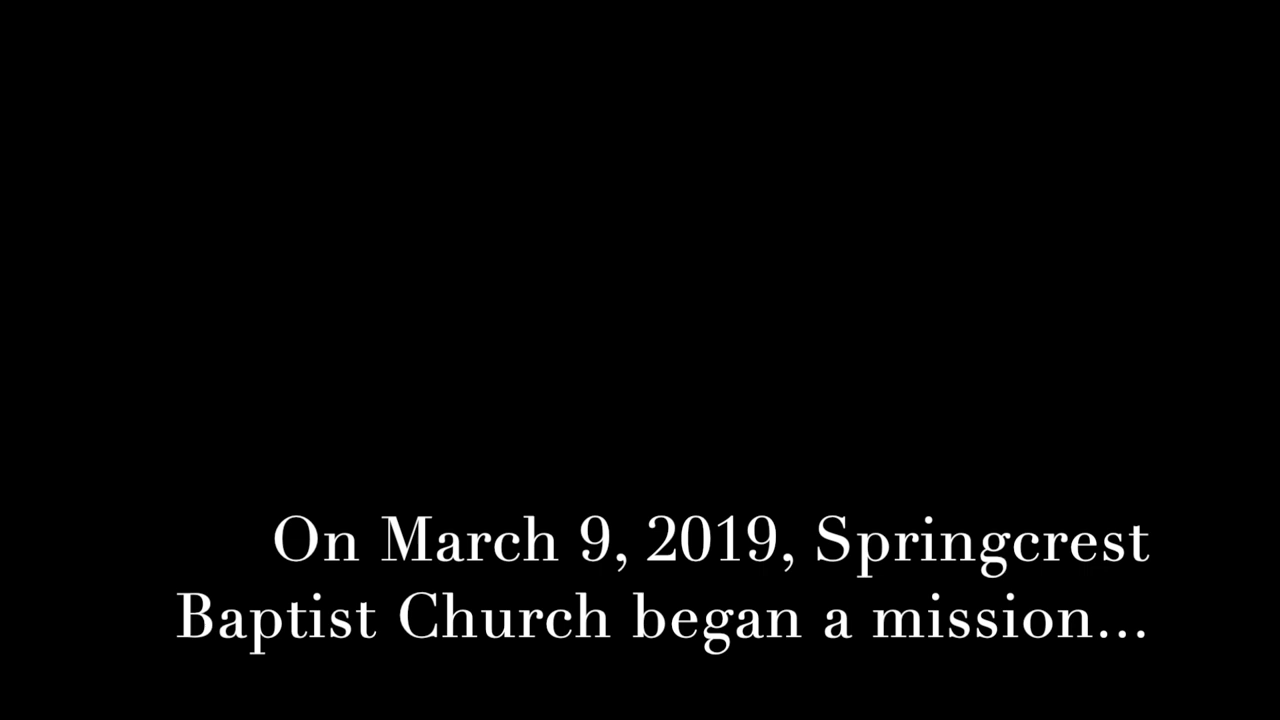 On March 9, 2019, Springcrest
Baptist Church began a mission...